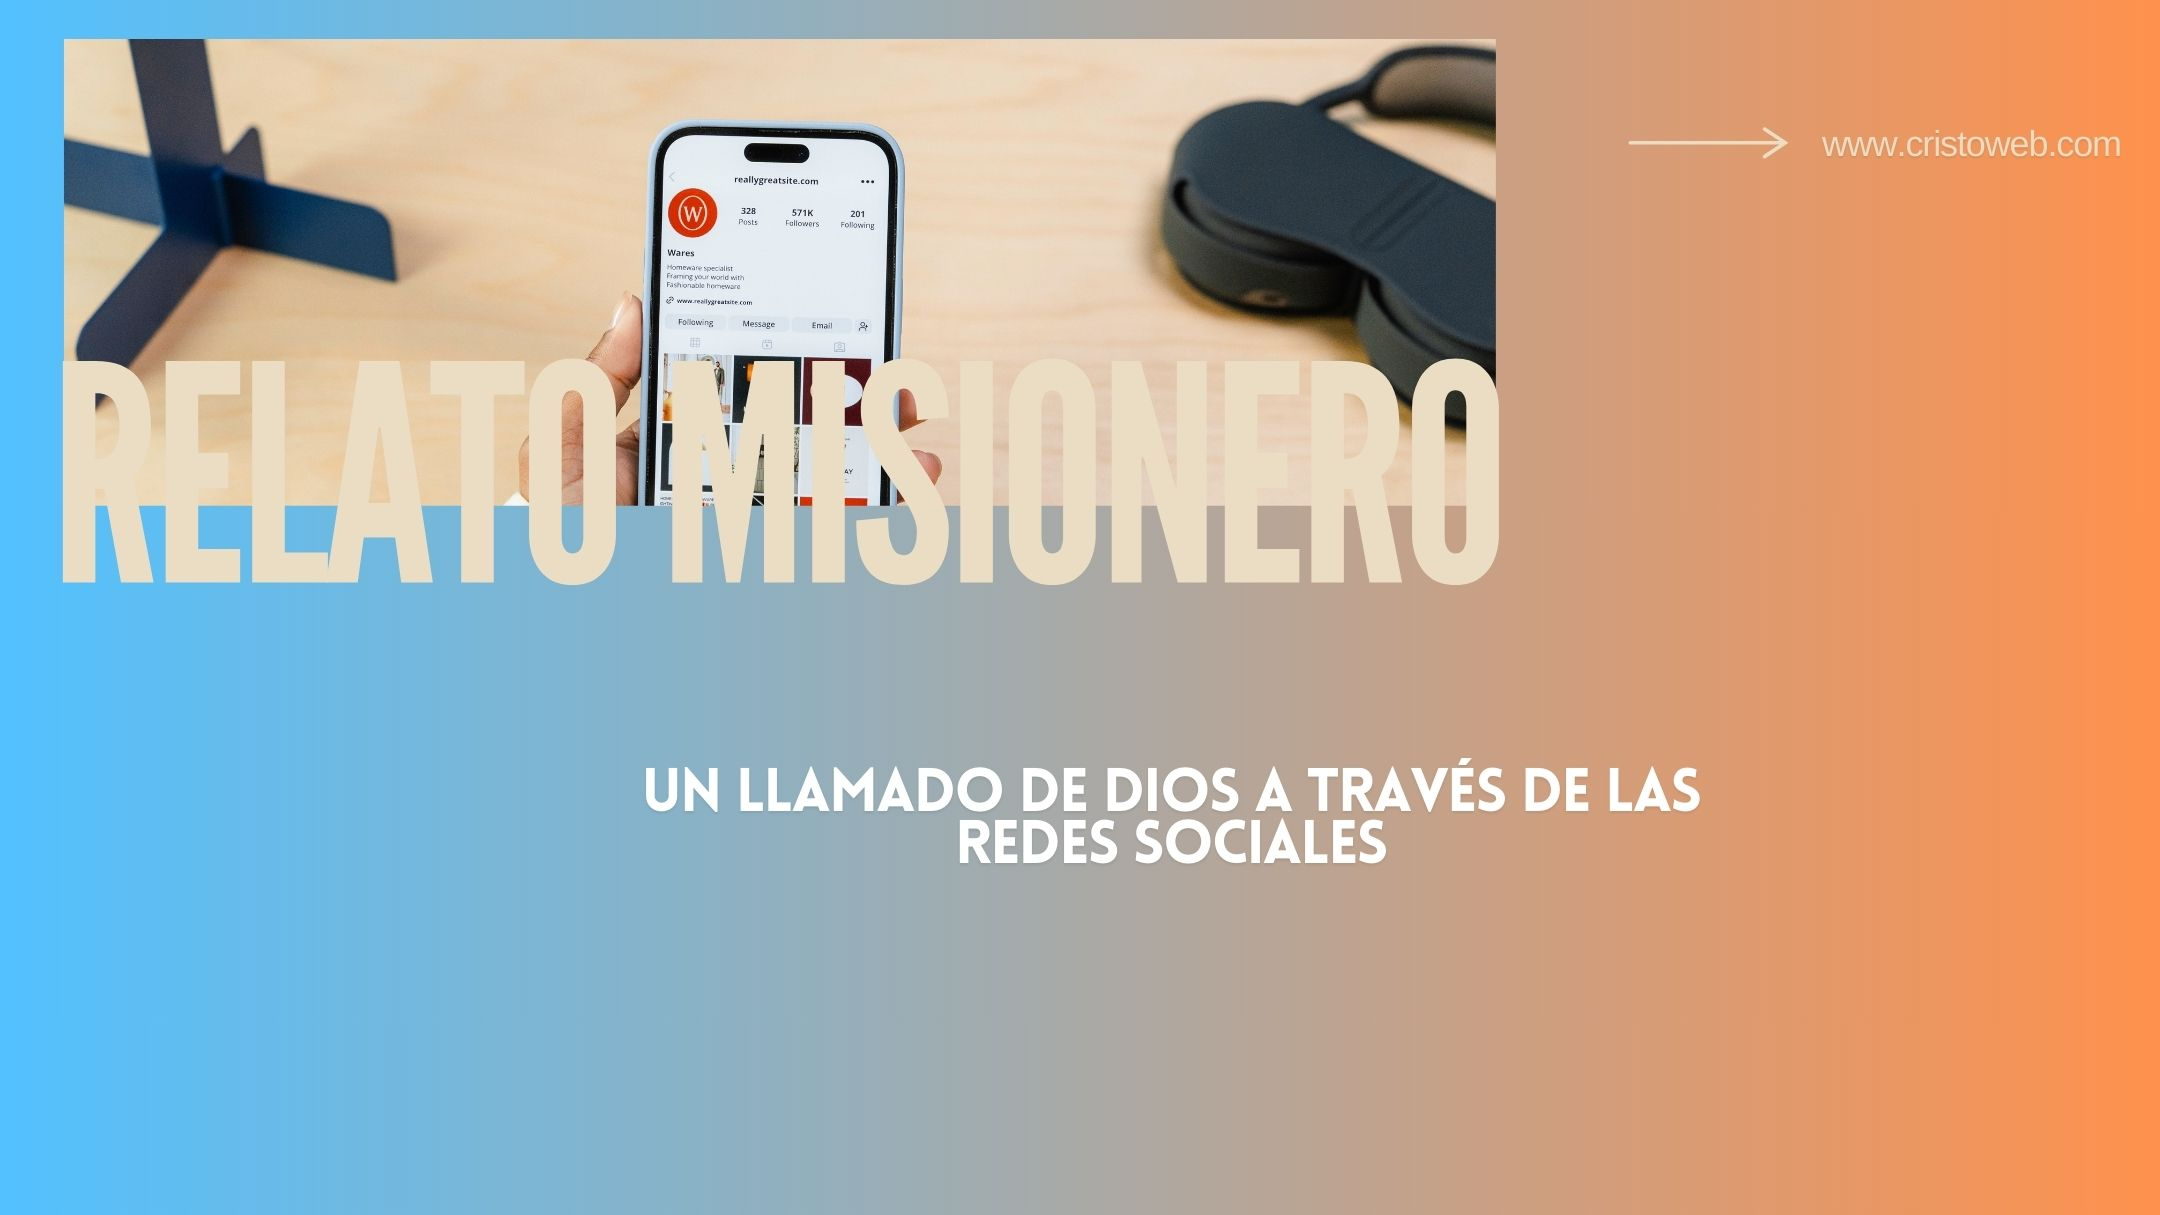 www.cristoweb.com
reallygreatsite.com
W
328
571K
201
Posts
Followers
Following
Wares
Homeware specialist
Framing your world with
Fashionable homeware
www.reallygreatsite.com
Following
Message
Email
RELATO MISIONERO
UN LLAMADO DE DIOS A TRAVÉS DE LAS
REDES SOCIALES